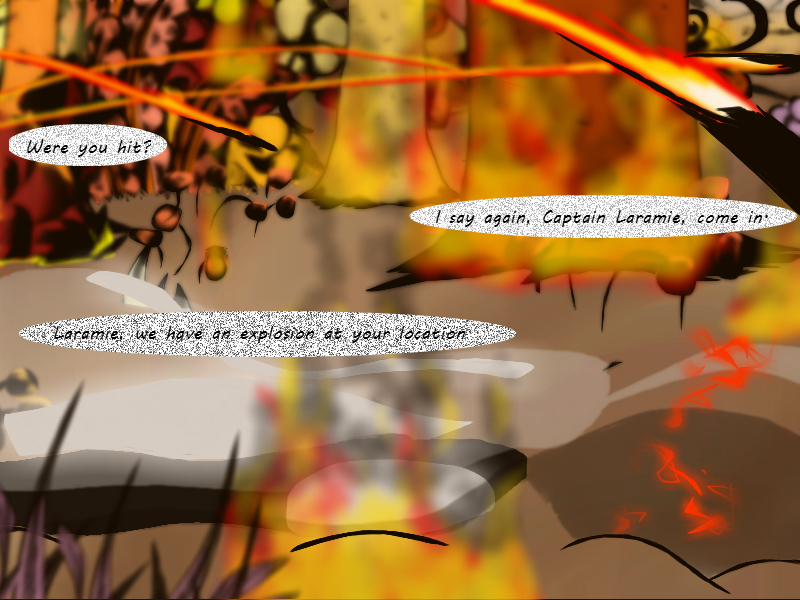 Were you hit?
I say again, Captain Laramie, come in.
Laramie, we have an explosion at your location.